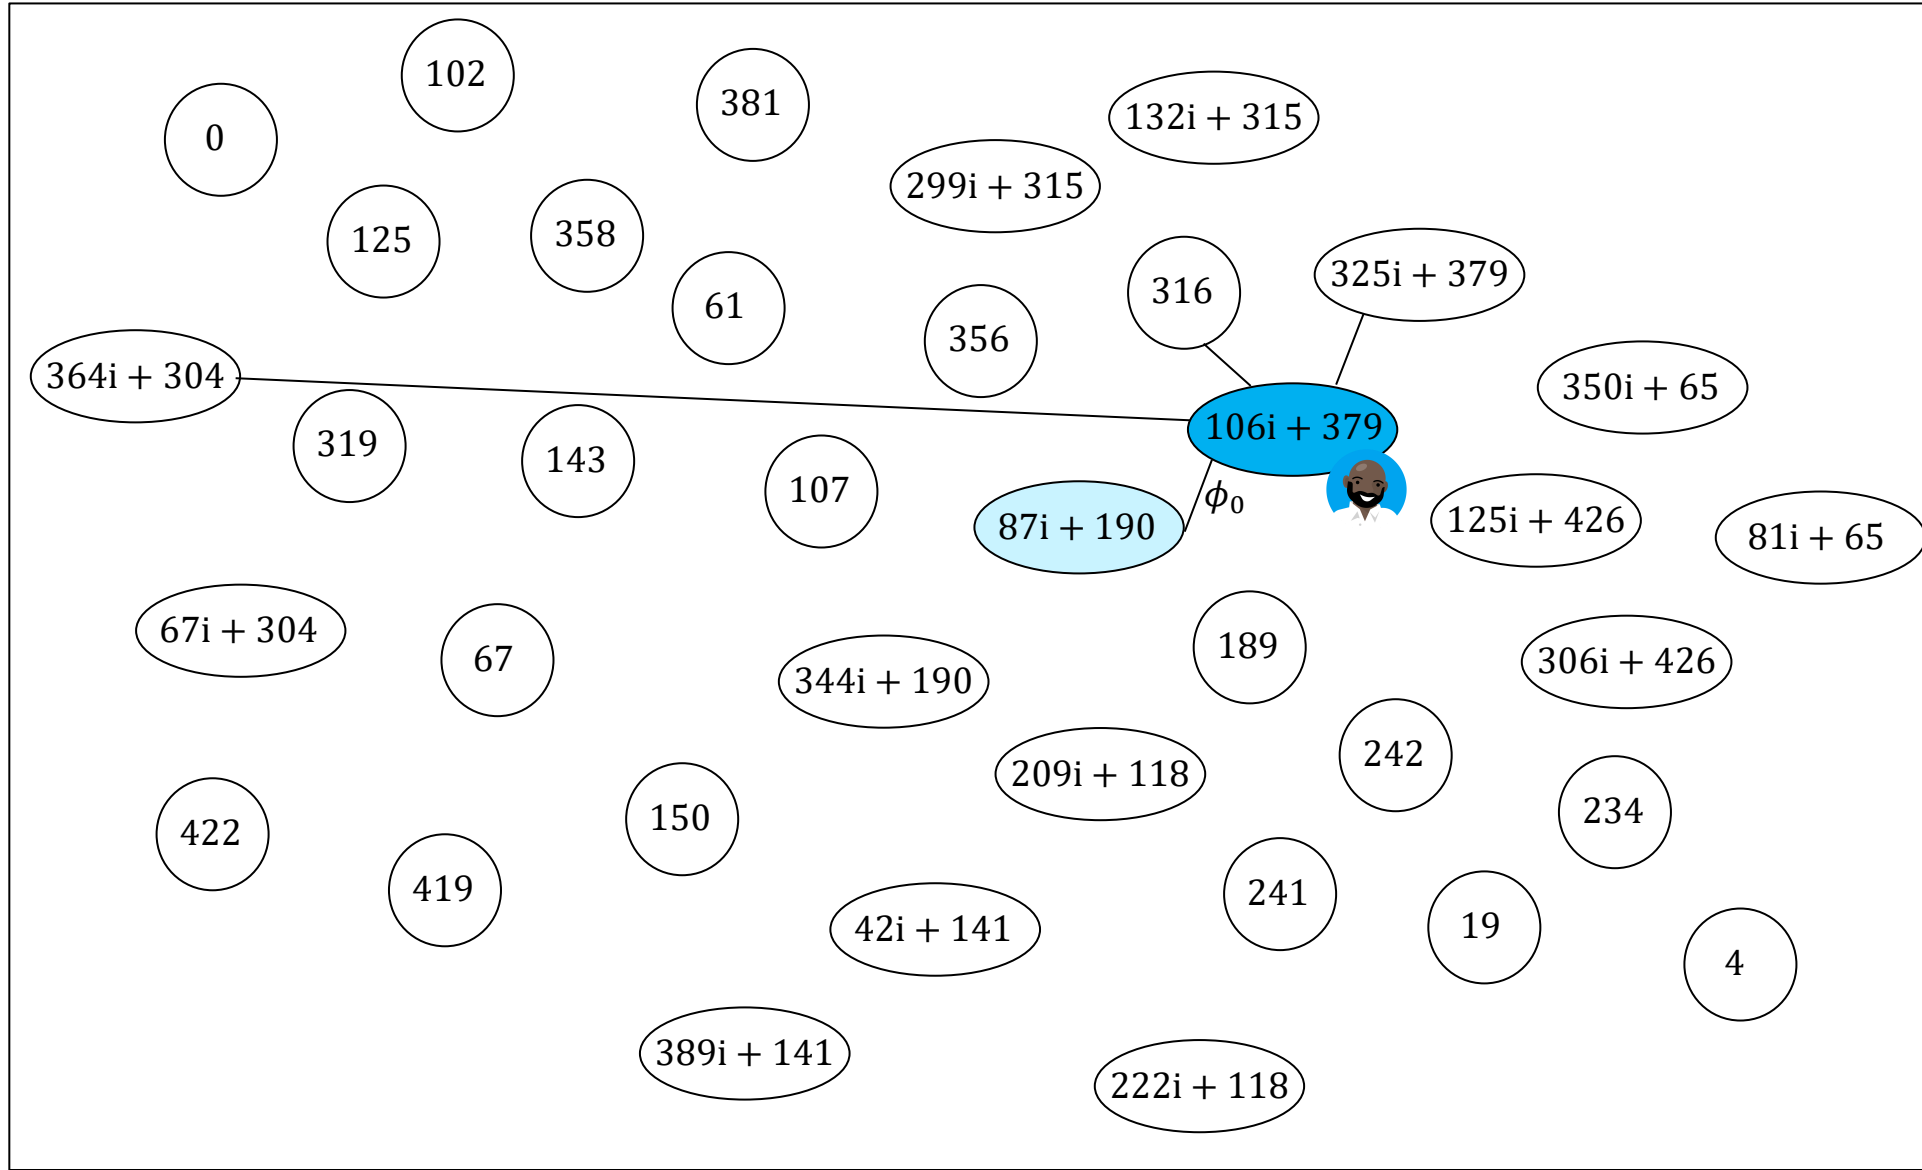 102
381
132i + 315
0
299i + 315
125
358
61
316
325i + 379
356
364i + 304
350i + 65
106i + 379
319
143
107
ϕ₀
87i + 190
125i + 426
81i + 65
67i + 304
67
344i + 190
189
306i + 426
209i + 118
242
422
150
234
419
241
19
42i + 141
4
389i + 141
222i + 118